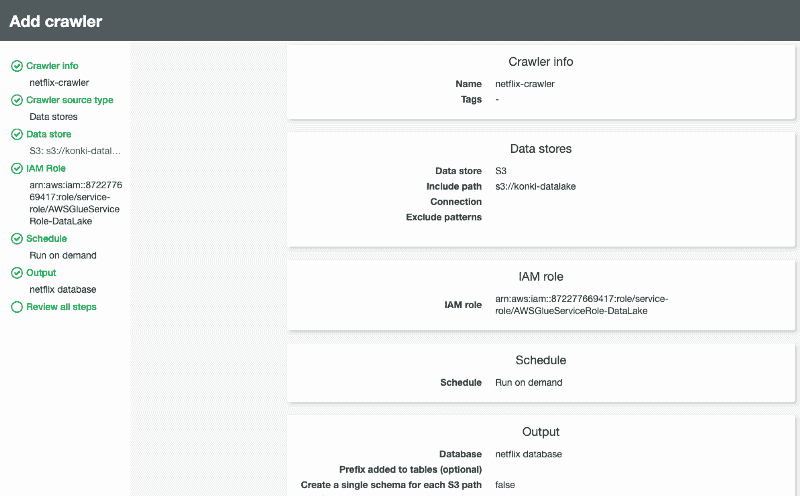 Add crawler
Crawler info
netflix-crawler
Crawler source type
Data stores
Data store
S3: s3://konki-datal...
IAM Role
arn:aws:iam::8722776
69417:role/service-
role/AWSGlueService
Role-DataLake
Schedule
Run on demand
Output
netflix database
Review all steps
Crawler info
Name netflix-crawler
Tags -
Data stores
Data store S3
Include path s3://konki-datalake
Connection
Exclude patterns
IAM role
IAM role arn:aws:iam::872277669417:role/service-
role/AWSGlueServiceRole-DataLake
Schedule
Schedule Run on demand
Output
Database netflix database
Prefix added to tables (optional)
Create a single schema for each S3 path false